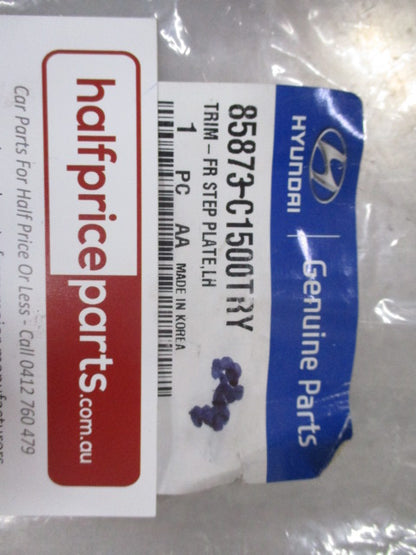 HYUNDAI
Genuine Parts
85873-C1500TRY
TRIM - FR STEP PLATE,LH
1 PC AA MADE IN KOREA
halfpriceparts.com.au
Car Parts For Half Price Or Less - Call 0412 760 479